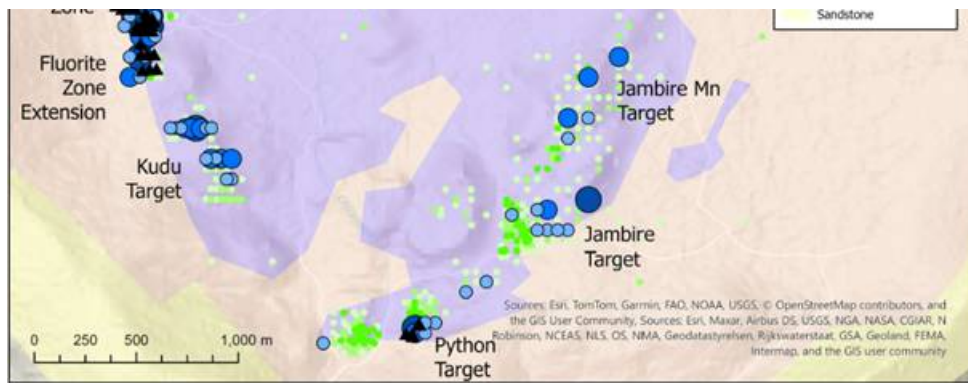 Zone
Sandstone
Fluorite
Zone
Extension
Jambire Mn
Target
Kudu
Target
Jambire
Target
Python
Target
0 250 500 1,000 m
Sources: Esri, TomTom, Garmin, FAO, NOAA, USGS, © OpenStreetMap contributors, and
the GIS User Community, Sources: Esri, Maxar, Airbus DS, USGS, NGA, NASA, CGIAR, N
Robinson, NCEAS, NLS, OS, NMA, Geodatastyrelsen, Rijkswaterstaat, GSA, Geoland, FEMA,
Intermap, and the GIS user community